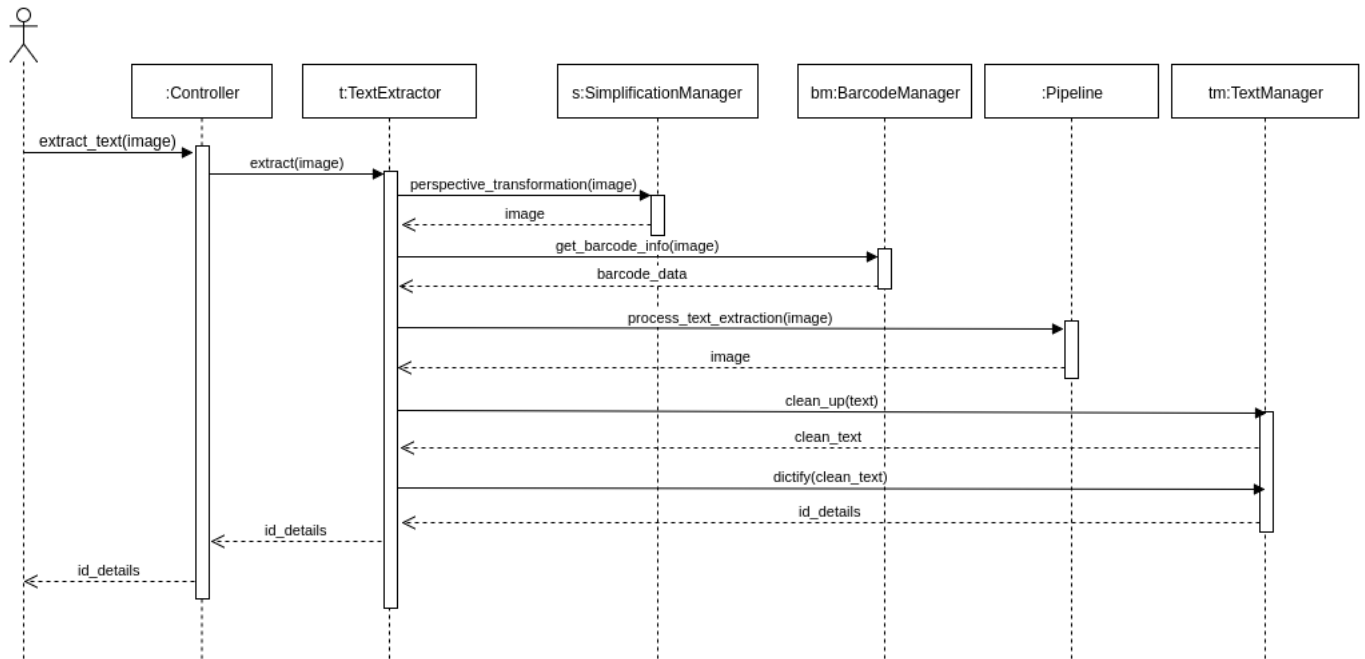 :Controller
t:TextExtractor
s:SimplificationManager
bm:BarcodeManager
:Pipeline
tm:TextManager
extract_text(image)
extract(image)
perspective_transformation(image)
image
get_barcode_info(image)
barcode_data
process_text_extraction(image)
image
clean_up(text)
clean_text
dictify(clean_text)
id_details
id_details
id_details